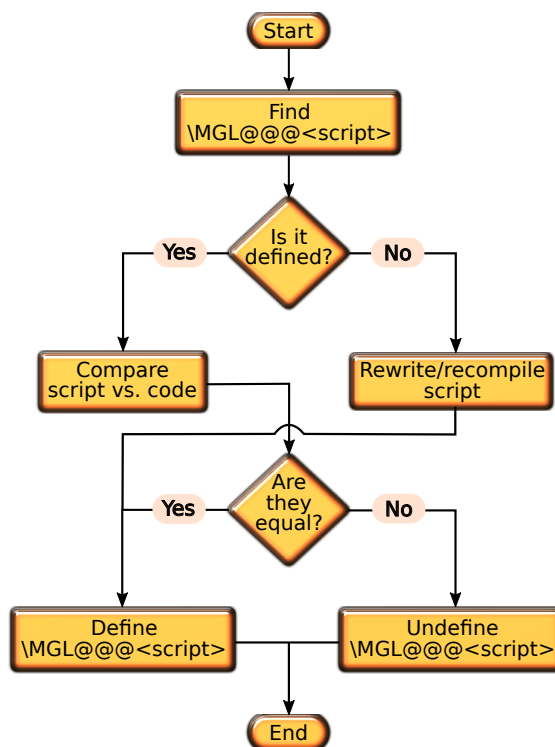 Start
Find
\MGL@@@<script>
Is it
defined?
Yes
No
Compare
script vs. code
Rewrite/recompile
script
Are
they
equal?
Yes
No
Define
\MGL@@@<script>
Undefine
\MGL@@@<script>
End